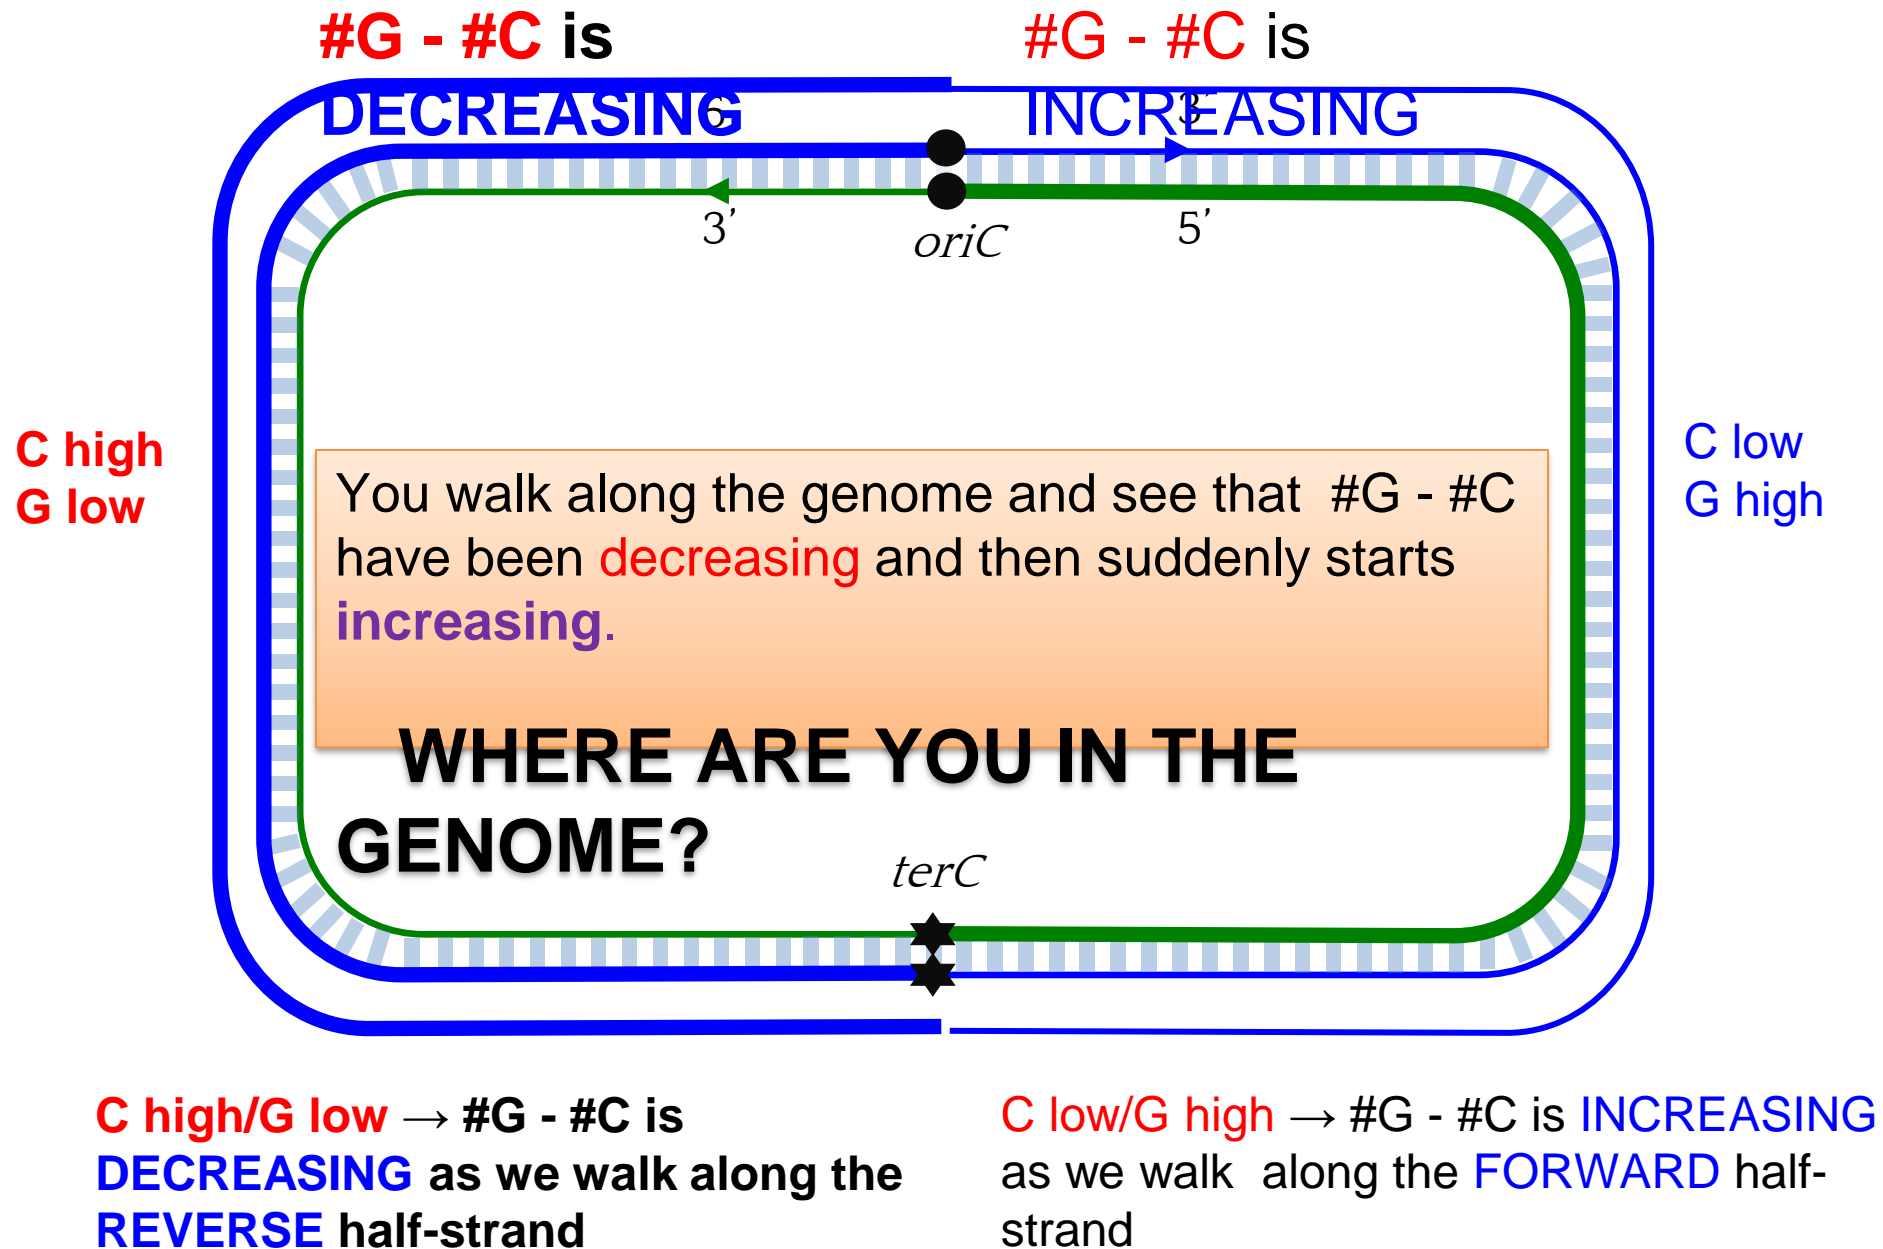 #G - #C is
DECREASING
#G - #C is
INCREASING
5’
3’
3’
oriC
5’
C high
G low
C low
G high
You walk along the genome and see that #G - #C
have been decreasing and then suddenly starts
increasing.
WHERE ARE YOU IN THE
GENOME?
terC
C high/G low → #G - #C is
DECREASING as we walk along the
REVERSE half-strand
C low/G high → #G - #C is INCREASING
as we walk along the FORWARD half-
strand